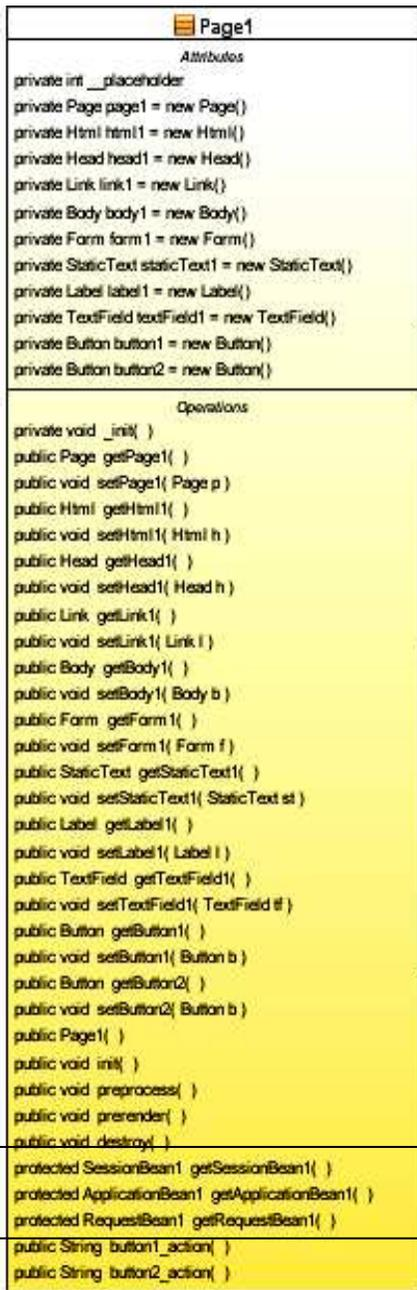 Page1
Attributes
private int __placeholder
private Page page1 = new Page()
private Html html1 = new Html()
private Head head1 = new Head()
private Link link1 = new Link()
private Body body1 = new Body()
private Form form1 = new Form()
private StaticText staticText1 = new StaticText()
private Label label1 = new Label()
private TextField textField1 = new TextField()
private Button button1 = new Button()
private Button button2 = new Button()
Operations
private void _init( )
public Page getPage1( )
public void setPage1( Page p )
public Html getHtml1( )
public void setHtml1( Html h )
public Head getHead1( )
public void setHead1( Head h )
public Link getLink1( )
public void setLink1( Link l )
public Body getBody1( )
public void setBody1( Body b )
public Form getForm1( )
public void setForm1( Form f )
public StaticText getStaticText1( )
public void setStaticText1( StaticText st )
public Label getLabel1( )
public void setLabel1( Label l )
public TextField getTextField1( )
public void setTextField1( TextField tf )
public Button getButton1( )
public void setButton1( Button b )
public Button getButton2( )
public void setButton2( Button b )
public Page1( )
public void init( )
public void preprocess( )
public void prerender( )
public void destroy( )
protected SessionBean1 getSessionBean1( )
protected ApplicationBean1 getApplicationBean1( )
protected RequestBean1 getRequestBean1( )
public String button1_action( )
public String button2_action( )